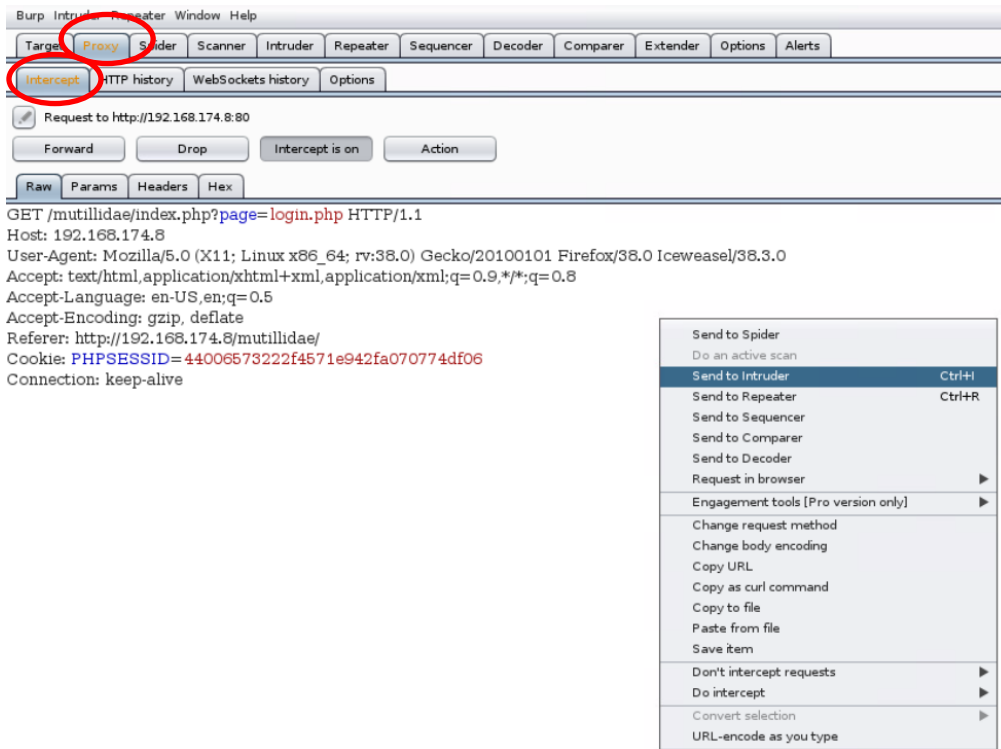 Burp Intruder Repeater Window Help
Target Proxy Spider Scanner Intruder Repeater Sequencer Decoder Comparer Extender Options Alerts
Intercept HTTP history WebSockets history Options
Request to http://192.168.174.8:80
Forward Drop Intercept is on Action
Raw Params Headers Hex
GET /mutillidae/index.php?page=login.php HTTP/1.1
Host: 192.168.174.8
User-Agent: Mozilla/5.0 (X11; Linux x86_64; rv:38.0) Gecko/20100101 Firefox/38.0 Iceweasel/38.3.0
Accept: text/html,application/xhtml+xml,application/xml;q=0.9,*/*;q=0.8
Accept-Language: en-US,en;q=0.5
Accept-Encoding: gzip, deflate
Referer: http://192.168.174.8/mutillidae/
Cookie: PHPSESSID=44006573222f4571e942fa070774df06
Connection: keep-alive
Send to Spider
Do an active scan
Send to Intruder Ctrl+I
Send to Repeater Ctrl+R
Send to Sequencer
Send to Comparer
Send to Decoder
Request in browser
Engagement tools [Pro version only]
Change request method
Change body encoding
Copy URL
Copy as curl command
Copy to file
Paste from file
Save item
Don't intercept requests
Do intercept
Convert selection
URL-encode as you type